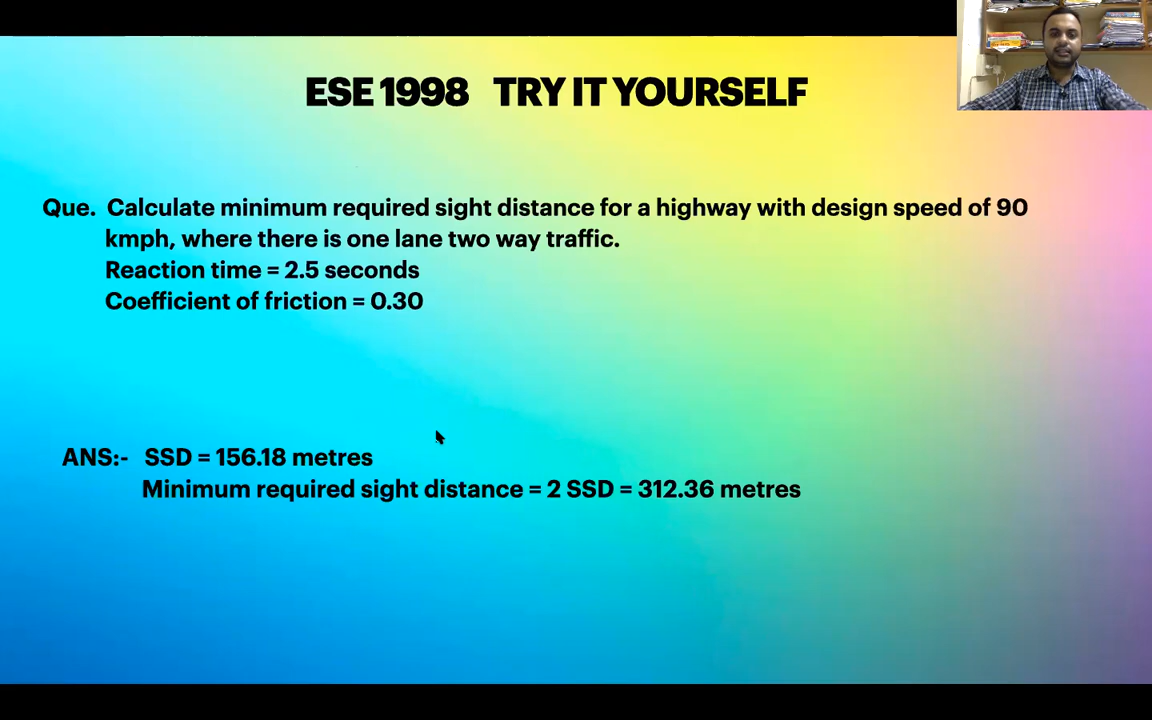 ESE 1998 TRY IT YOURSELF
Que. Calculate minimum required sight distance for a highway with design speed of 90
kmph, where there is one lane two way traffic.
Reaction time = 2.5 seconds
Coefficient of friction = 0.30
ANS:- SSD = 156.18 metres
Minimum required sight distance = 2 SSD = 312.36 metres